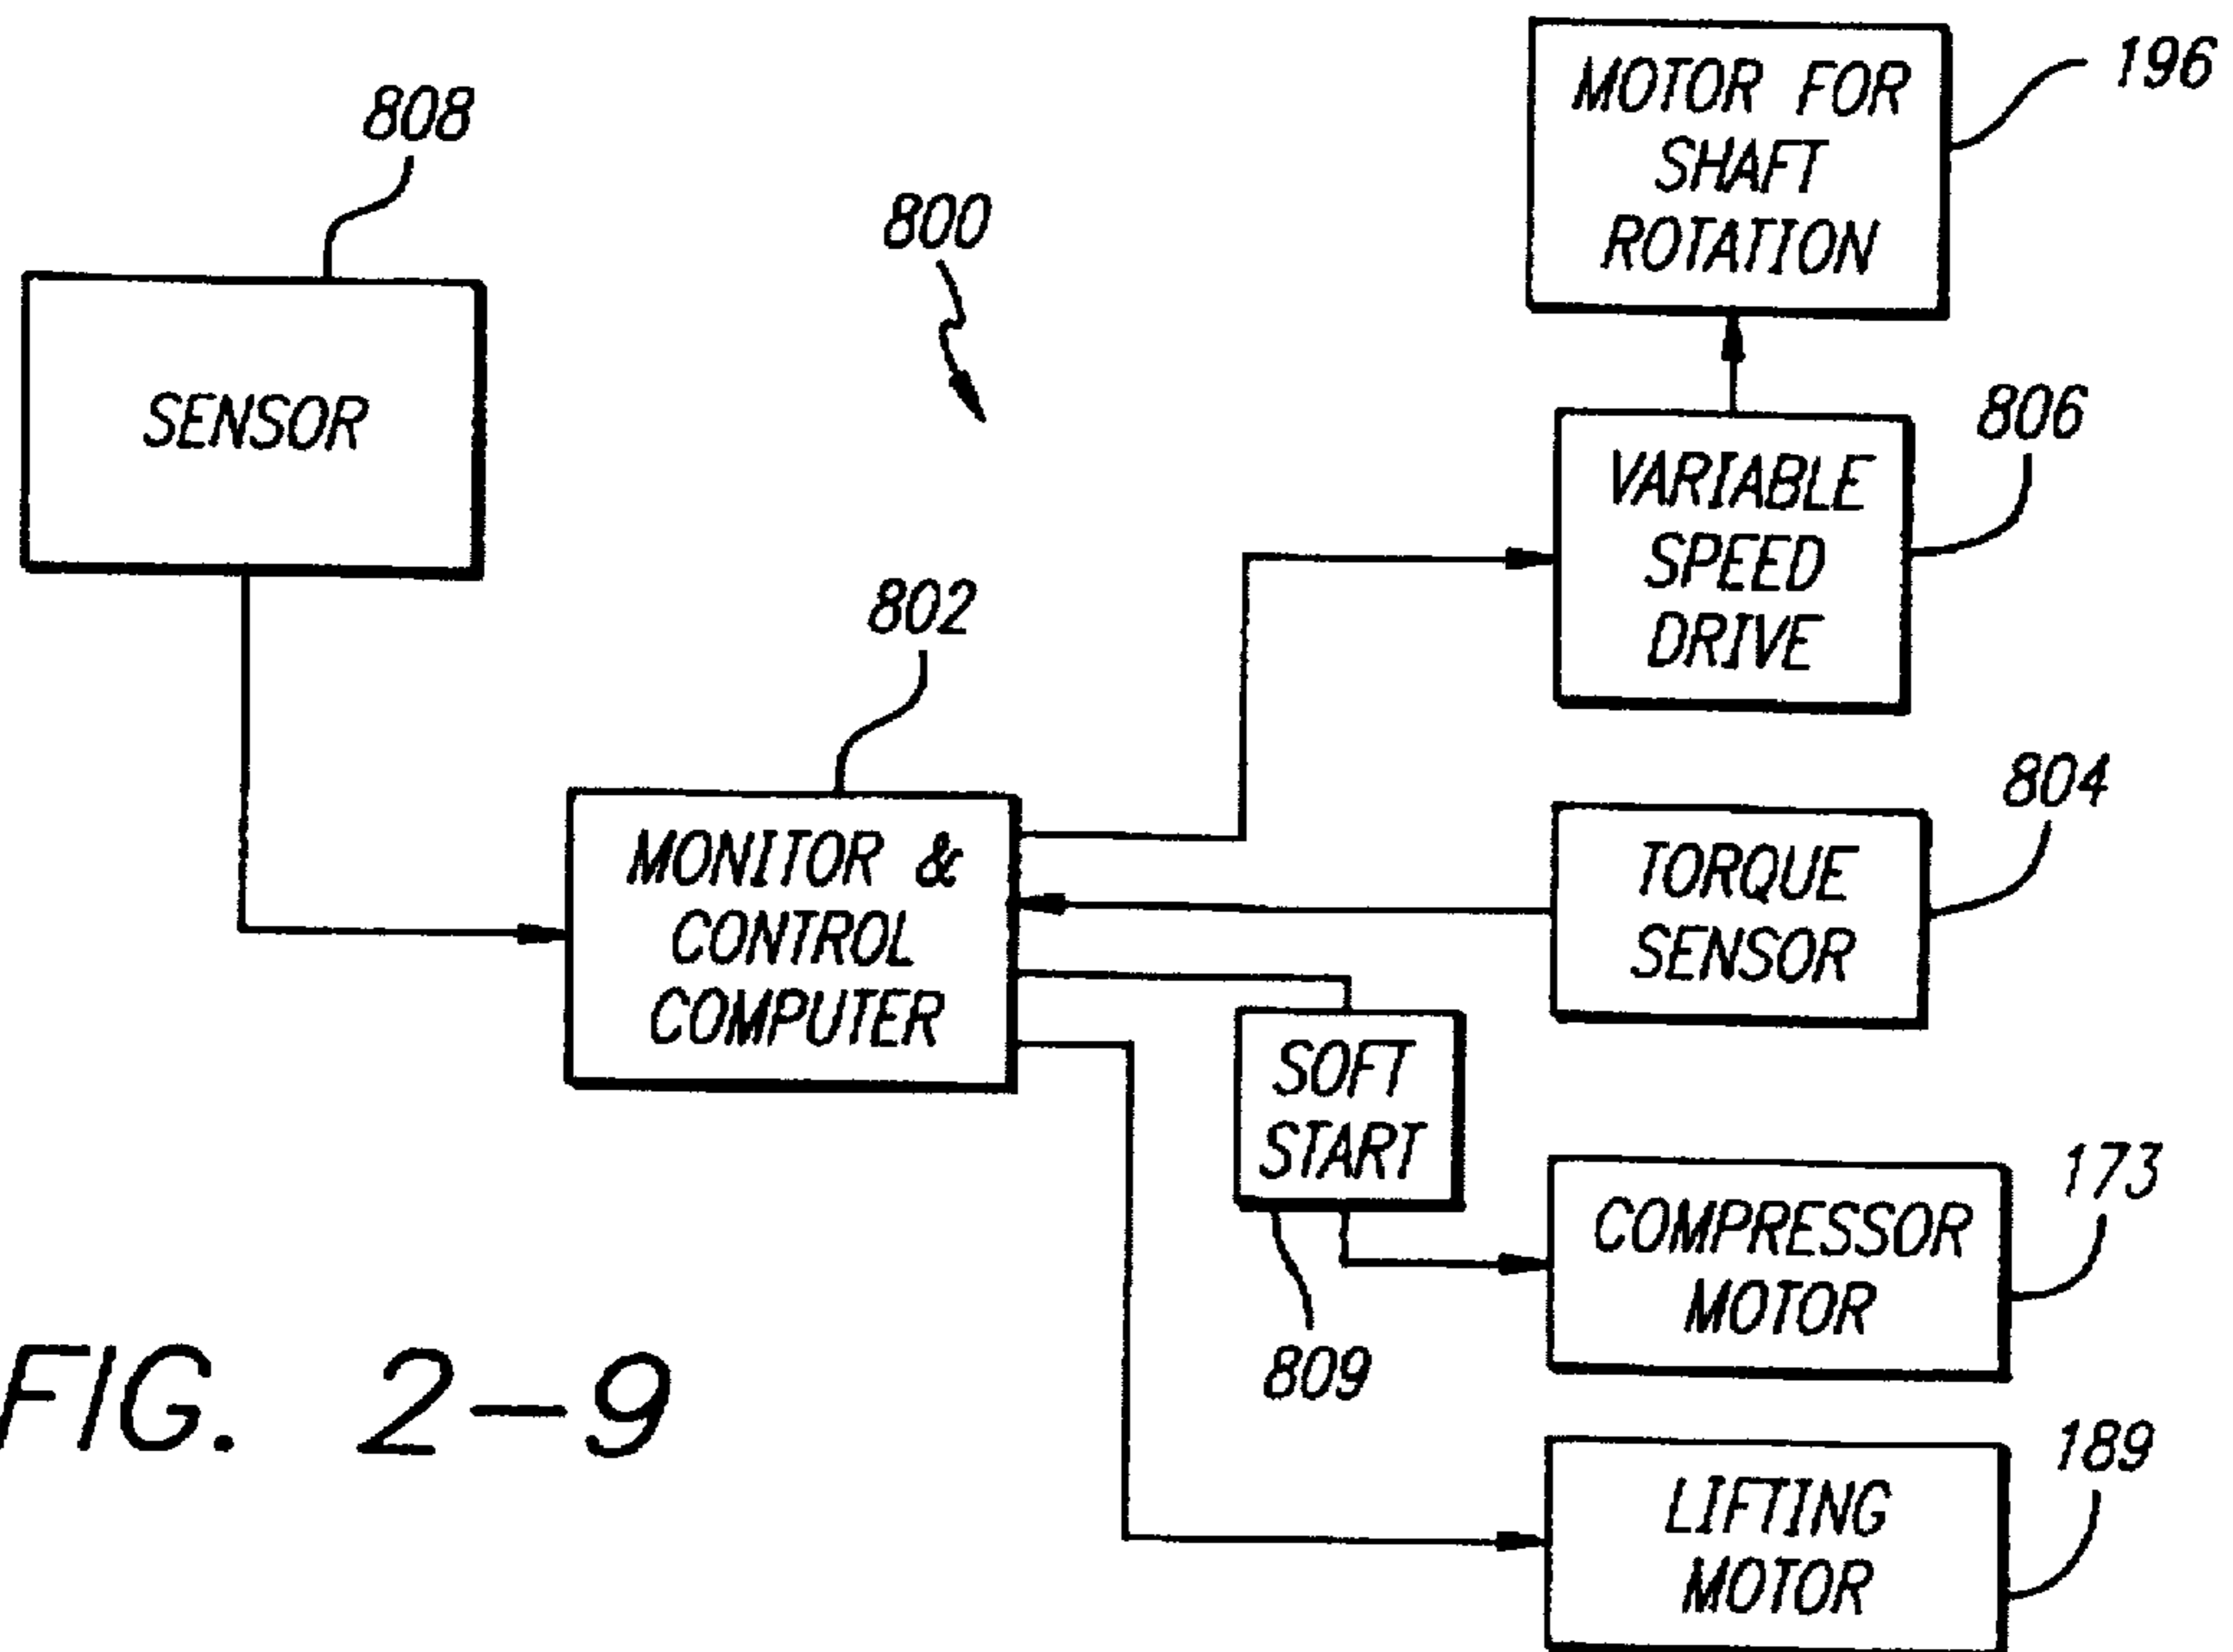 MOTOR FOR
SHAFT
ROTATION
196
808
800
SENSOR
VARIABLE
SPEED
DRIVE
806
802
MONITOR &
CONTROL
COMPUTER
TORQUE
SENSOR
804
SOFT
START
809
COMPRESSOR
MOTOR
173
LIFTING
MOTOR
189
FIG. 2-9